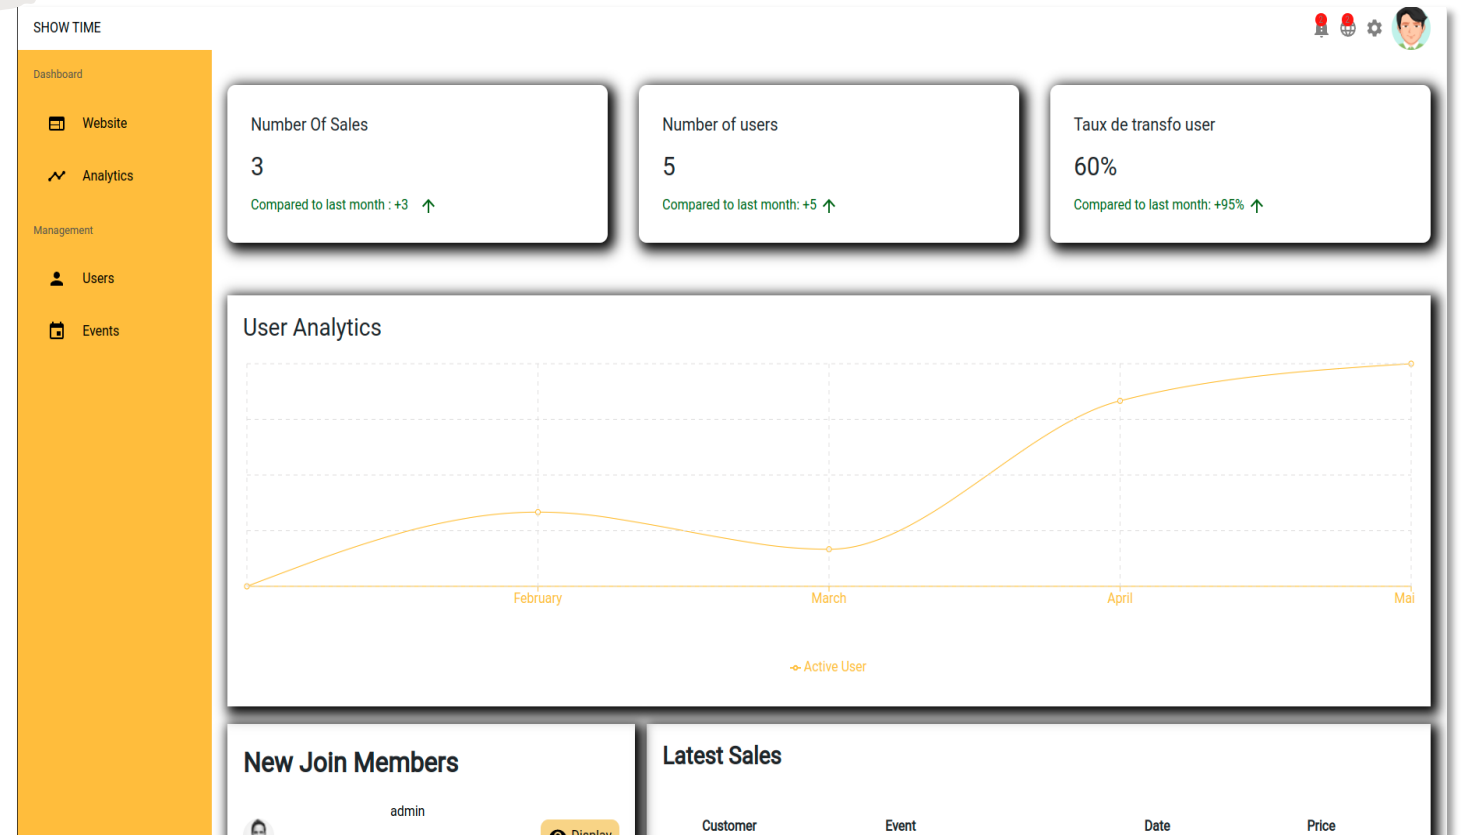 SHOW TIME
Dashboard
Website
Analytics
Management
Users
Events
Number Of Sales
3
Compared to last month : +3
Number of users
5
Compared to last month: +5
Taux de transfo user
60%
Compared to last month: +95%
User Analytics
February March April Mai
Active User
New Join Members
admin
Display
Latest Sales
Customer Event Date Price